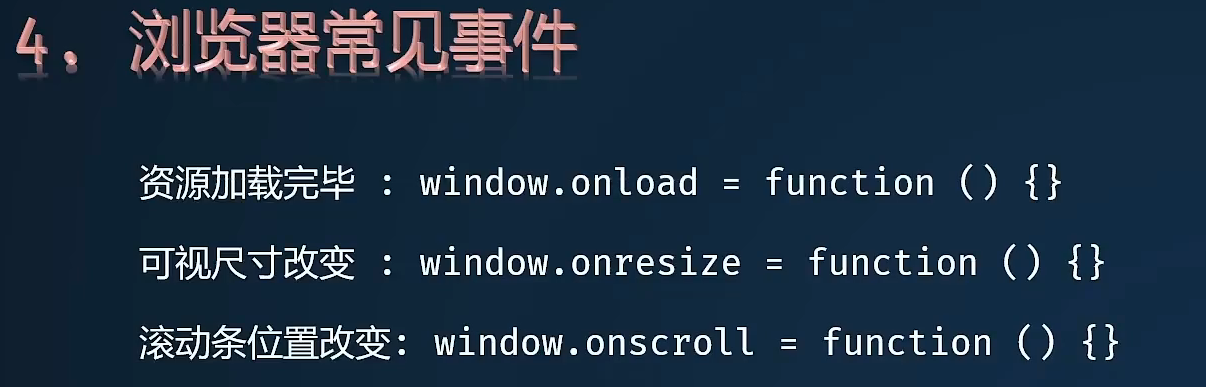 4、浏览器常见事件
资源加载完毕 : window.onload = function () {}
可视尺寸改变 : window.onresize = function () {}
滚动条位置改变: window.onscroll = function () {}